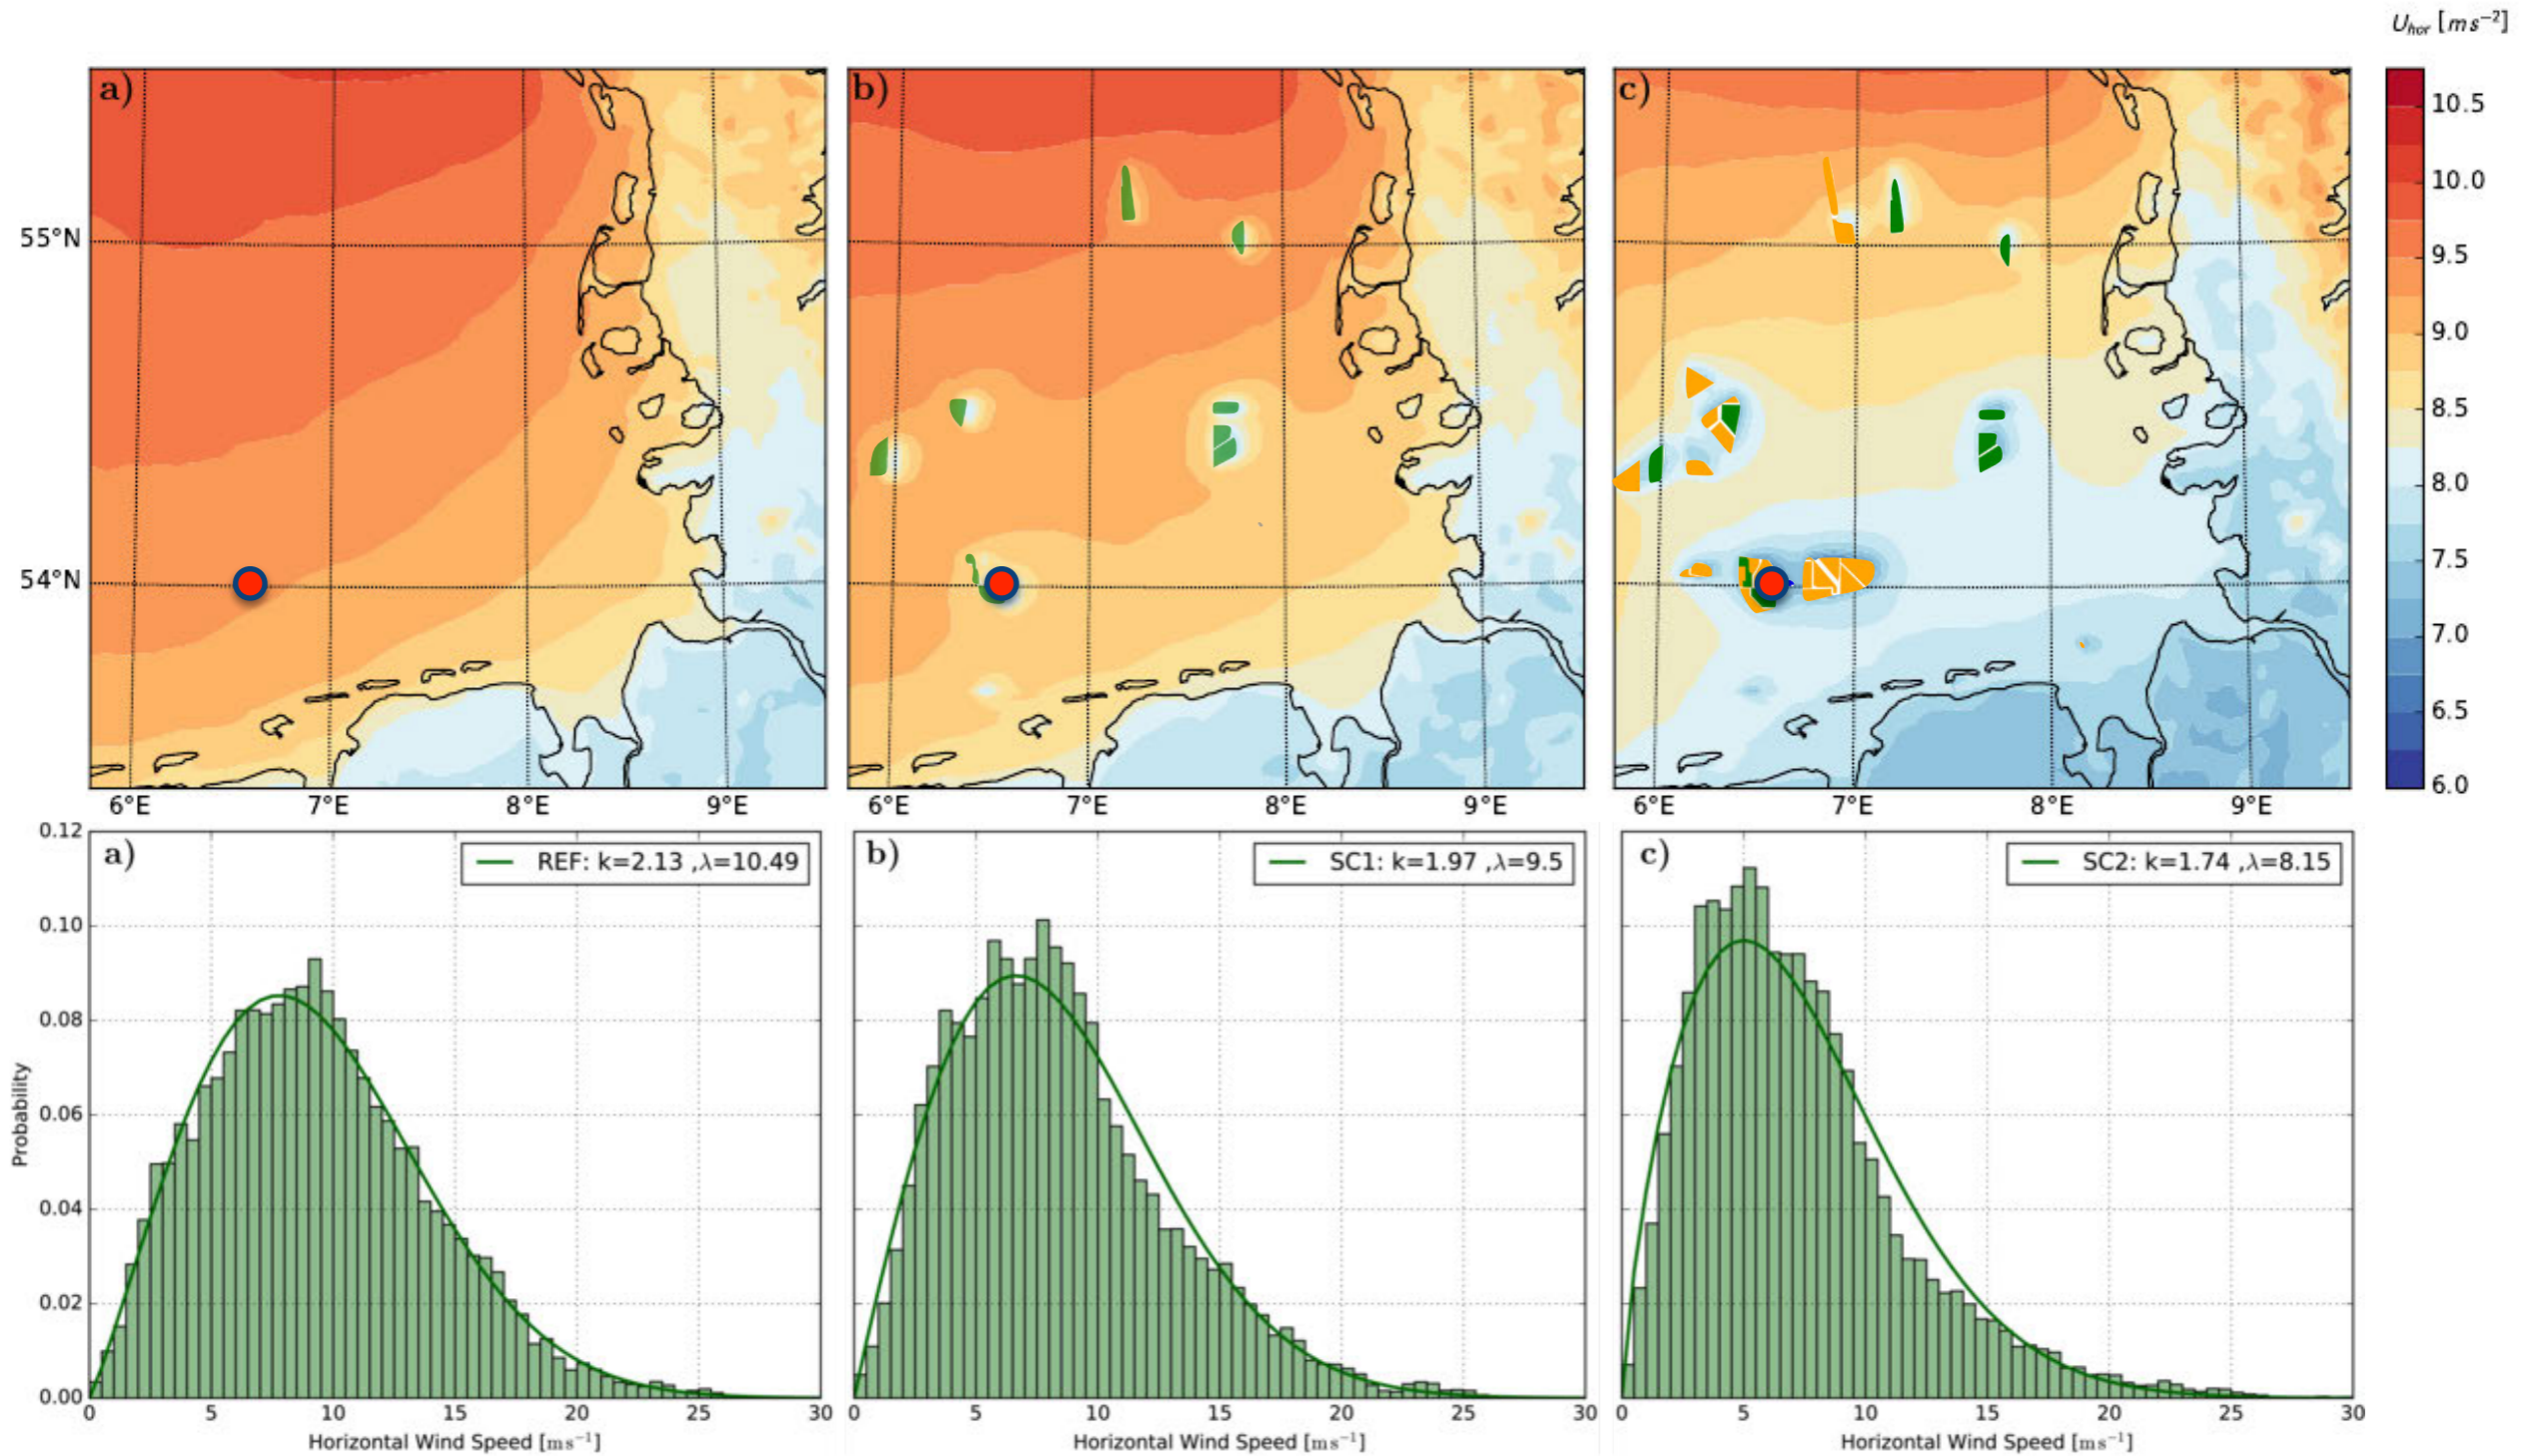 U_hor [m s⁻²]
a)
b)
c)
55°N
54°N
10.5
10.0
9.5
9.0
8.5
8.0
7.5
7.0
6.5
6.0
6°E 7°E 8°E 9°E
6°E 7°E 8°E 9°E
6°E 7°E 8°E 9°E
a)
REF: k=2.13 ,λ=10.49
b)
SC1: k=1.97 ,λ=9.5
c)
SC2: k=1.74 ,λ=8.15
Probability
0.12
0.10
0.08
0.06
0.04
0.02
0.00
0 5 10 15 20 25 30
0 5 10 15 20 25 30
0 5 10 15 20 25 30
Horizontal Wind Speed [ms⁻¹]
Horizontal Wind Speed [ms⁻¹]
Horizontal Wind Speed [ms⁻¹]